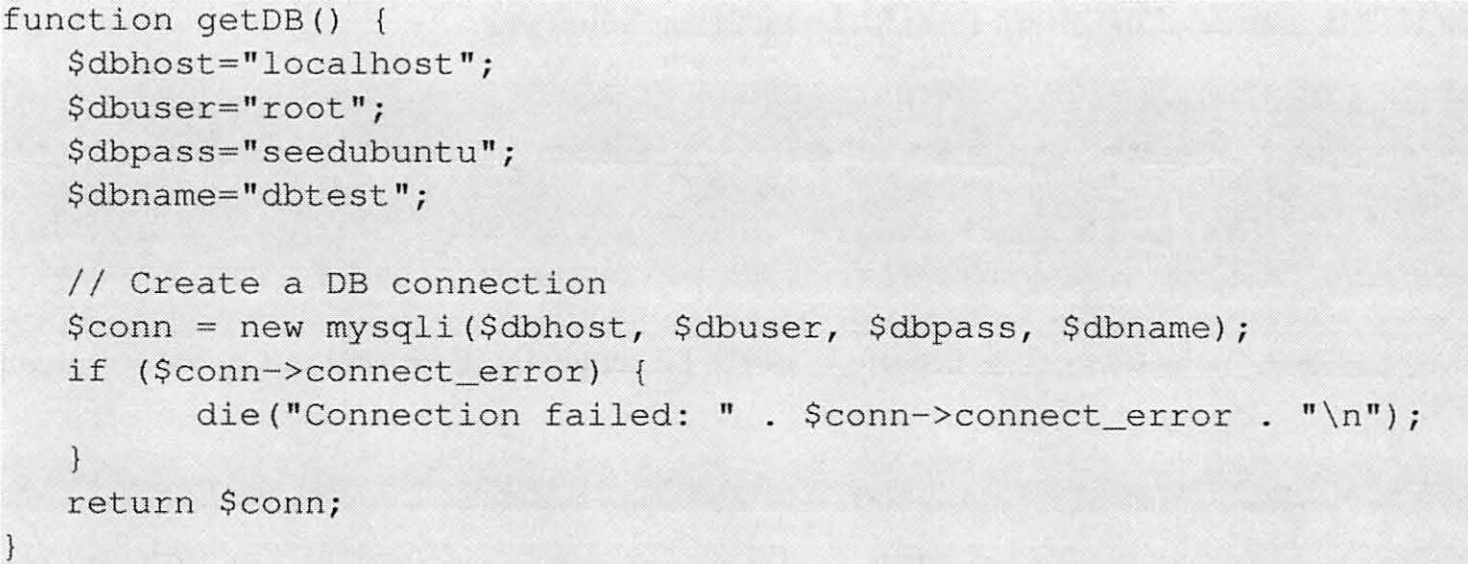 function getDB() {
   $dbhost="localhost";
   $dbuser="root";
   $dbpass="seedubuntu";
   $dbname="dbtest";

   // Create a DB connection
   $conn = new mysqli($dbhost, $dbuser, $dbpass, $dbname);
   if ($conn->connect_error) {
        die("Connection failed: " . $conn->connect_error . "\n");
   }
   return $conn;
}